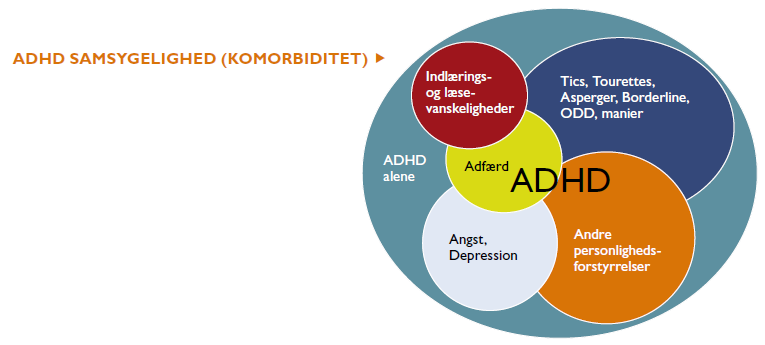 ADHD SAMSYGELIGHED (KOMORBIDITET)
Indlærings-
og læse-
vanskeligheder
Tics, Tourettes,
Asperger, Borderline,
ODD, manier
ADHD
alene
Adfærd
ADHD
Angst,
Depression
Andre
personligheds-
forstyrrelser